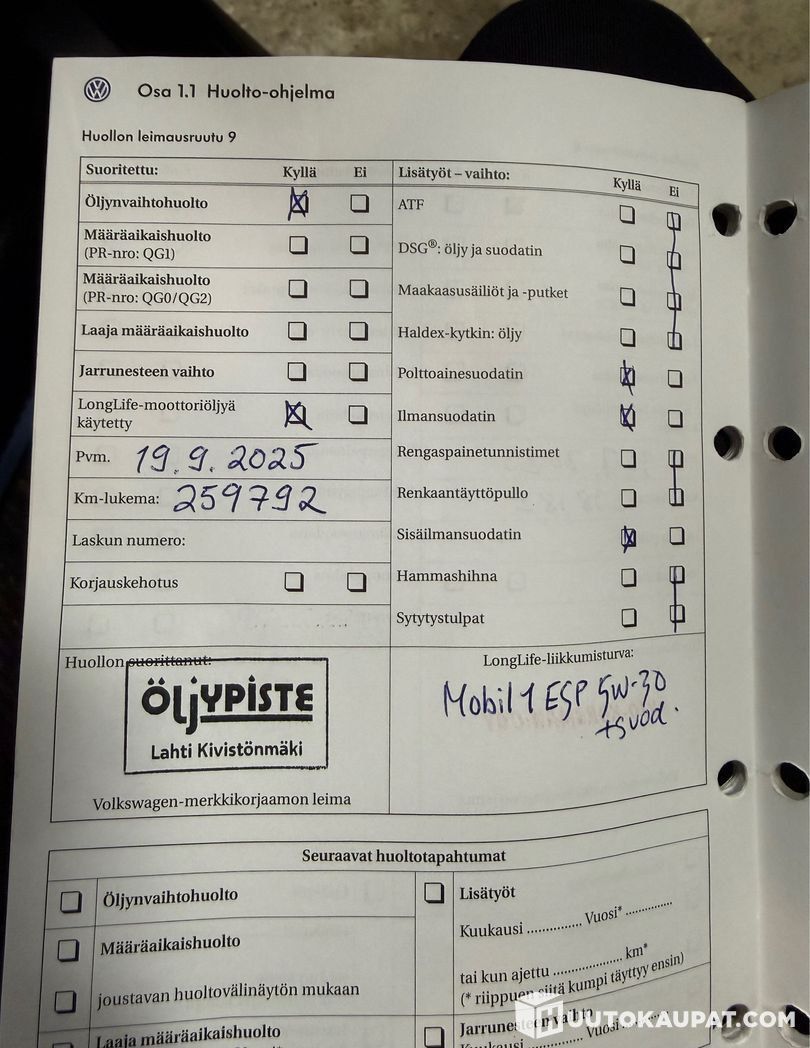 Osa 1.1 Huolto-ohjelma
Huollon leimausruutu 9
Suoritettu: Kyllä Ei
Öljynvaihtohuolto
Määräaikaishuolto
(PR-nro: QG1)
Määräaikaishuolto
(PR-nro: QG0/QG2)
Laaja määräaikaishuolto
Jarrunesteen vaihto
LongLife-moottoriöljyä
käytetty
Pvm. 19.9.2025
Km-lukema: 259792
Laskun numero:
Korjauskehotus
Lisätyöt – vaihto: Kyllä Ei
ATF
DSG®: öljy ja suodatin
Maakaasusäiliöt ja -putket
Haldex-kytkin: öljy
Polttoainesuodatin
Ilmansuodatin
Rengaspainetunnistimet
Renkaantäyttöpullo
Sisäilmansuodatin
Hammashihna
Sytytystulpat
Huollon suorittanut:
ÖLJYPISTE
Lahti Kivistönmäki
Volkswagen-merkkikorjaamon leima
LongLife-liikkumisturva:
Mobil 1 ESP 5W-30
+suod.
Seuraavat huoltotapahtumat
Öljynvaihtohuolto
Määräaikaishuolto
joustavan huoltovälinäytön mukaan
Laaja määräaikaishuolto
Lisätyöt
Kuukausi .............. Vuosi* ............
tai kun ajettu .................. km*
(* riippuen siitä kumpi täyttyy ensin)
Jarrunesteen vaihto
Kuukausi .............. Vuosi* ............
HUUTOKAUPAT.COM